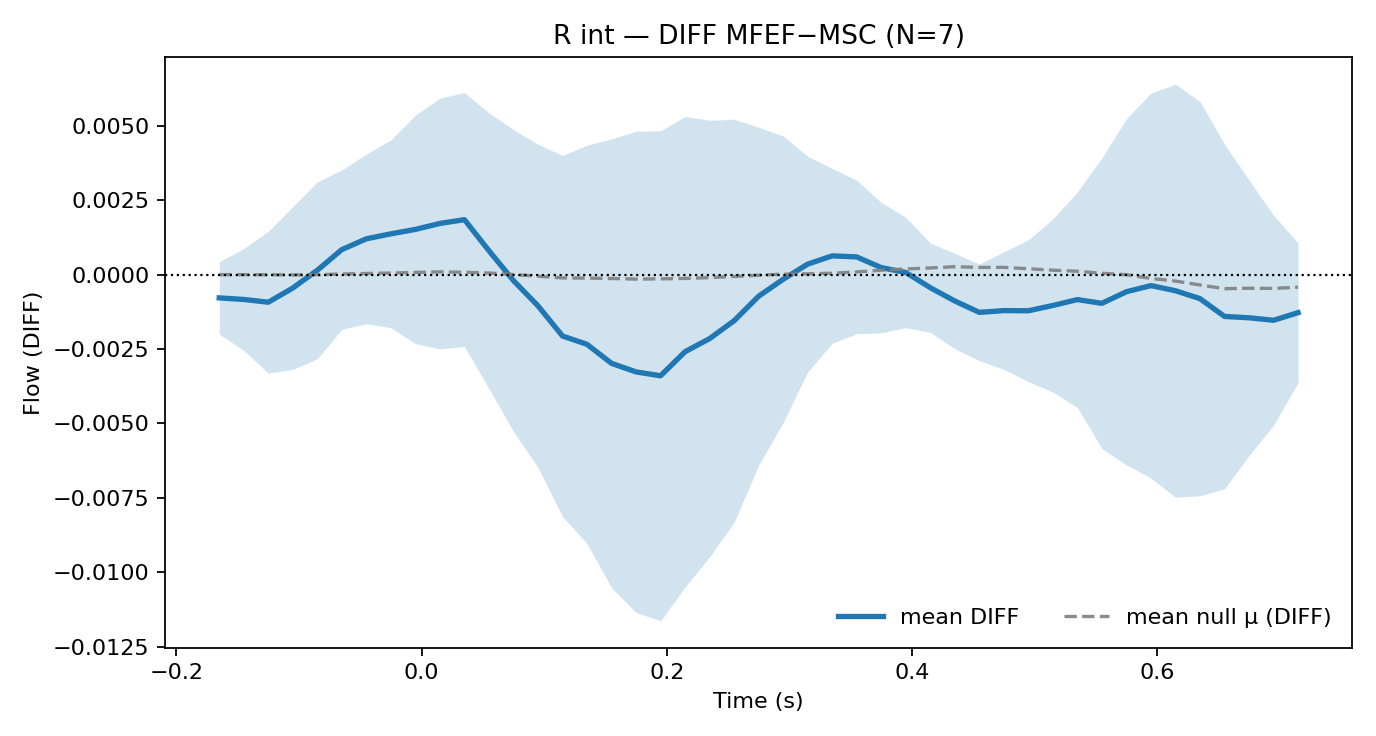 R int — DIFF MFEF−MSC (N=7)
Flow (DIFF)
0.0050
0.0025
0.0000
−0.0025
−0.0050
−0.0075
−0.0100
−0.0125
mean DIFF
mean null μ (DIFF)
−0.2
0.0
0.2
0.4
0.6
Time (s)